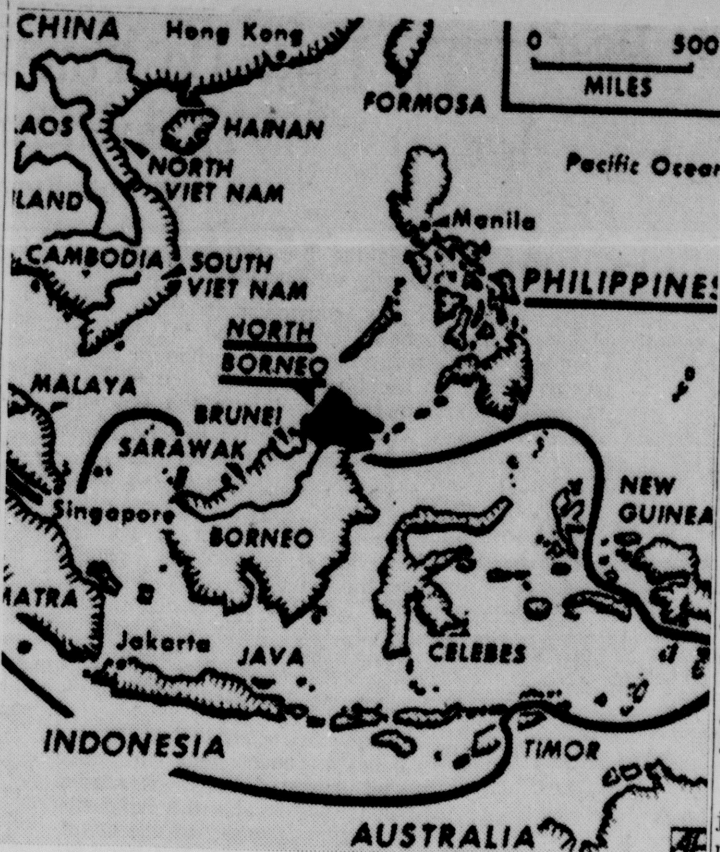 CHINA
Hong Kong
0 500
MILES
FORMOSA
AOS
HAINAN
NORTH
VIET NAM
Pacific Ocean
LAND
Manila
CAMBODIA
SOUTH
VIET NAM
PHILIPPINES
NORTH
BORNEO
MALAYA
BRUNEI
SARAWAK
Singapore
BORNEO
NEW
GUINEA
MATRA
Jakarta
JAVA
CELEBES
INDONESIA
TIMOR
AUSTRALIA